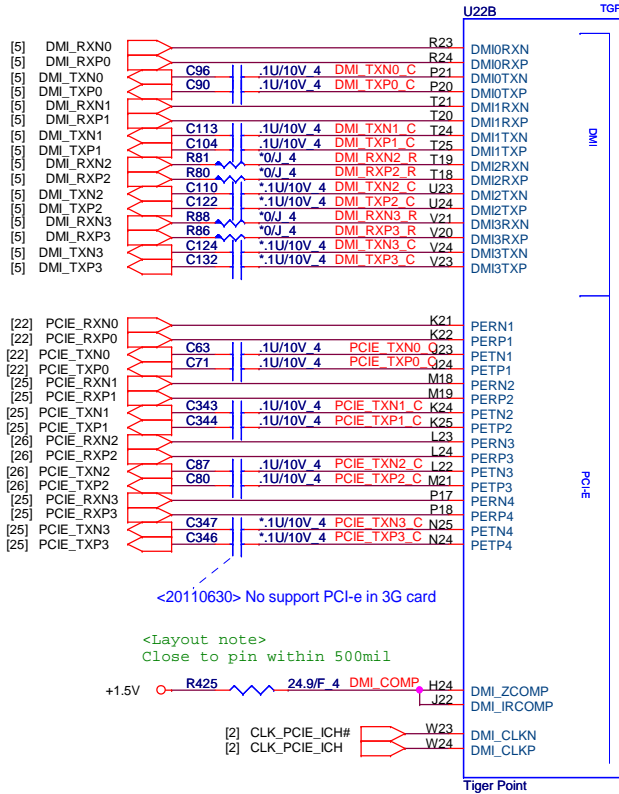 U22B TGP
[5] DMI_RXN0 R23 DMI0RXN
[5] DMI_RXP0 R24 DMI0RXP
[5] DMI_TXN0 C96 .1U/10V_4 DMI_TXN0_C P21 DMI0TXN
[5] DMI_TXP0 C90 .1U/10V_4 DMI_TXP0_C P20 DMI0TXP
[5] DMI_RXN1 T21 DMI1RXN
[5] DMI_RXP1 T20 DMI1RXP
[5] DMI_TXN1 C113 .1U/10V_4 DMI_TXN1_C T24 DMI1TXN
[5] DMI_TXP1 C104 .1U/10V_4 DMI_TXP1_C T25 DMI1TXP
[5] DMI_RXN2 R81 *0/J_4 DMI_RXN2_R T19 DMI2RXN
[5] DMI_RXP2 R80 *0/J_4 DMI_RXP2_R T18 DMI2RXP
[5] DMI_TXN2 C110 *.1U/10V_4 DMI_TXN2_C U23 DMI2TXN
[5] DMI_TXP2 C122 *.1U/10V_4 DMI_TXP2_C U24 DMI2TXP
[5] DMI_RXN3 R88 *0/J_4 DMI_RXN3_R V21 DMI3RXN
[5] DMI_RXP3 R86 *0/J_4 DMI_RXP3_R V20 DMI3RXP
[5] DMI_TXN3 C124 *.1U/10V_4 DMI_TXN3_C V24 DMI3TXN
[5] DMI_TXP3 C132 *.1U/10V_4 DMI_TXP3_C V23 DMI3TXP
DMI
[22] PCIE_RXN0 K21 PERN1
[22] PCIE_RXP0 K22 PERP1
[22] PCIE_TXN0 C63 .1U/10V_4 PCIE_TXN0_C J23 PETN1
[22] PCIE_TXP0 C71 .1U/10V_4 PCIE_TXP0_C J24 PETP1
[25] PCIE_RXN1 M18 PERN2
[25] PCIE_RXP1 M19 PERP2
[25] PCIE_TXN1 C343 .1U/10V_4 PCIE_TXN1_C K24 PETN2
[25] PCIE_TXP1 C344 .1U/10V_4 PCIE_TXP1_C K25 PETP2
[26] PCIE_RXN2 L23 PERN3
[26] PCIE_RXP2 L24 PERP3
[26] PCIE_TXN2 C87 .1U/10V_4 PCIE_TXN2_C L22 PETN3
[26] PCIE_TXP2 C80 .1U/10V_4 PCIE_TXP2_C M21 PETP3
[25] PCIE_RXN3 P17 PERN4
[25] PCIE_RXP3 P18 PERP4
[25] PCIE_TXN3 C347 *.1U/10V_4 PCIE_TXN3_C N25 PETN4
[25] PCIE_TXP3 C346 *.1U/10V_4 PCIE_TXP3_C N24 PETP4
PCI-E
<20110630> No support PCI-e in 3G card
<Layout note>
Close to pin within 500mil
+1.5V R425 24.9/F_4 DMI_COMP H24 DMI_ZCOMP
J22 DMI_IRCOMP
[2] CLK_PCIE_ICH# W23 DMI_CLKN
[2] CLK_PCIE_ICH W24 DMI_CLKP
Tiger Point